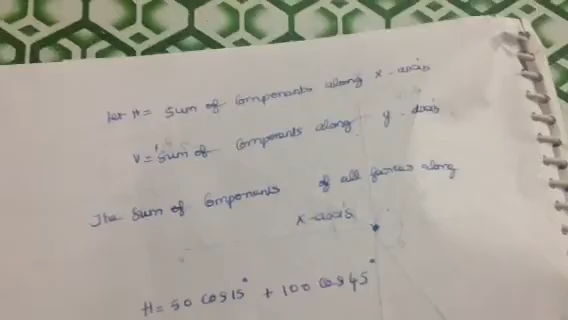 let H = Sum of Components along x-axis
V = Sum of Components along y-axis
The Sum of Components of all forces along
x-axis
H = 50 cos15° + 100 cos45°